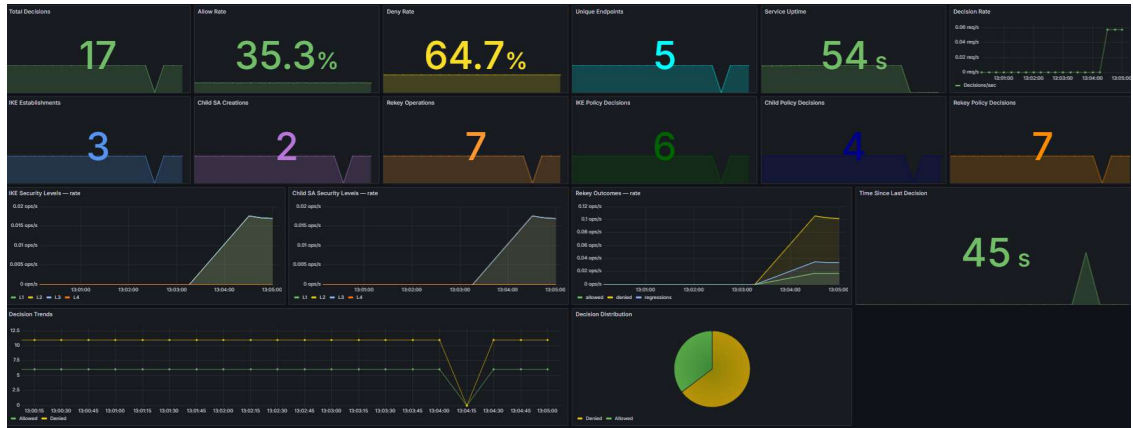 Total Decisions
17
Allow Rate
35.3%
Deny Rate
64.7%
Unique Endpoints
5
Service Uptime
54 s
Decision Rate
0.06 req/s
0.04 req/s
0.02 req/s
0 req/s
13:01:00 13:02:00 13:03:00 13:04:00 13:05:00
Decisions/sec
IKE Establishments
3
Child SA Creations
2
Rekey Operations
7
IKE Policy Decisions
6
Child Policy Decisions
4
Rekey Policy Decisions
7
IKE Security Levels — rate
0.02 ops/s
0.015 ops/s
0.01 ops/s
0.005 ops/s
0 ops/s
13:01:00 13:02:00 13:03:00 13:04:00 13:05:00
L1 L2 L3 L4
Child SA Security Levels — rate
0.02 ops/s
0.015 ops/s
0.01 ops/s
0.005 ops/s
0 ops/s
13:01:00 13:02:00 13:03:00 13:04:00 13:05:00
L1 L2 L3 L4
Rekey Outcomes — rate
0.12 ops/s
0.1 ops/s
0.08 ops/s
0.06 ops/s
0.04 ops/s
0.02 ops/s
0 ops/s
13:01:00 13:02:00 13:03:00 13:04:00 13:05:00
allowed denied regressions
Time Since Last Decision
45 s
Decision Trends
12.5
10
7.5
5
2.5
0
13:00:15 13:00:30 13:00:45 13:01:00 13:01:15 13:01:30 13:01:45 13:02:00 13:02:15 13:02:30 13:02:45 13:03:00 13:03:15 13:03:30 13:03:45 13:04:00 13:04:15 13:04:30 13:04:45 13:05:00
Allowed Denied
Decision Distribution
Denied Allowed